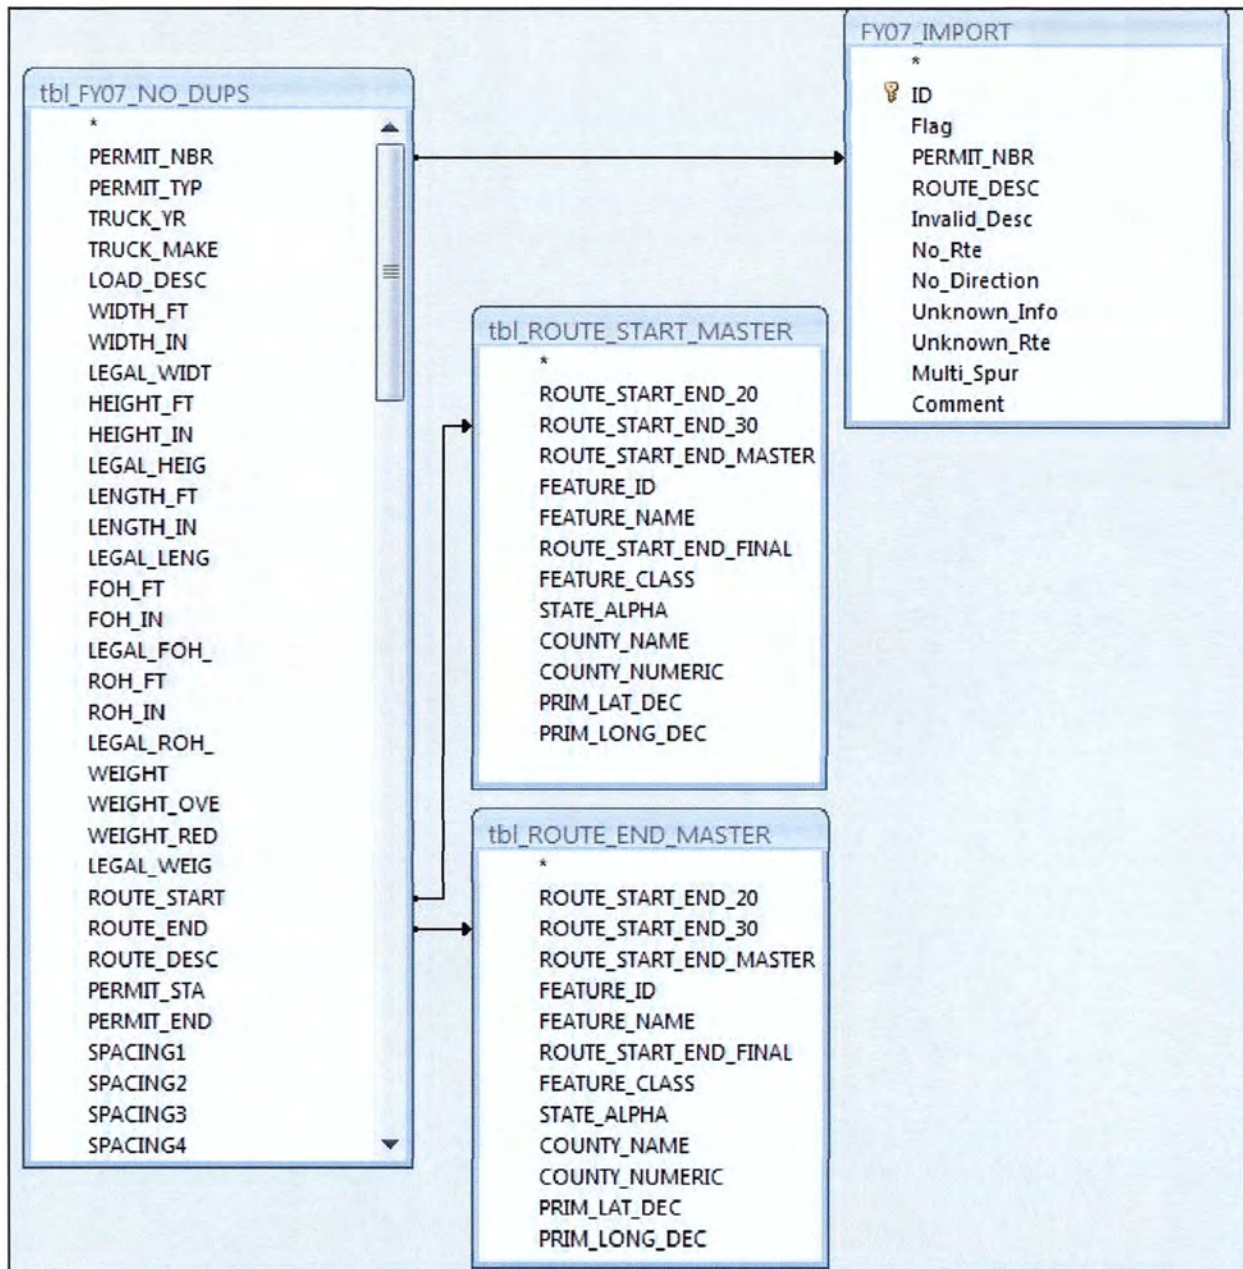 tbl_FY07_NO_DUPS
*
PERMIT_NBR
PERMIT_TYP
TRUCK_YR
TRUCK_MAKE
LOAD_DESC
WIDTH_FT
WIDTH_IN
LEGAL_WIDT
HEIGHT_FT
HEIGHT_IN
LEGAL_HEIG
LENGTH_FT
LENGTH_IN
LEGAL_LENG
FOH_FT
FOH_IN
LEGAL_FOH_
ROH_FT
ROH_IN
LEGAL_ROH_
WEIGHT
WEIGHT_OVE
WEIGHT_RED
LEGAL_WEIG
ROUTE_START
ROUTE_END
ROUTE_DESC
PERMIT_STA
PERMIT_END
SPACING1
SPACING2
SPACING3
SPACING4
tbl_ROUTE_START_MASTER
*
ROUTE_START_END_20
ROUTE_START_END_30
ROUTE_START_END_MASTER
FEATURE_ID
FEATURE_NAME
ROUTE_START_END_FINAL
FEATURE_CLASS
STATE_ALPHA
COUNTY_NAME
COUNTY_NUMERIC
PRIM_LAT_DEC
PRIM_LONG_DEC
tbl_ROUTE_END_MASTER
*
ROUTE_START_END_20
ROUTE_START_END_30
ROUTE_START_END_MASTER
FEATURE_ID
FEATURE_NAME
ROUTE_START_END_FINAL
FEATURE_CLASS
STATE_ALPHA
COUNTY_NAME
COUNTY_NUMERIC
PRIM_LAT_DEC
PRIM_LONG_DEC
FY07_IMPORT
*
ID
Flag
PERMIT_NBR
ROUTE_DESC
Invalid_Desc
No_Rte
No_Direction
Unknown_Info
Unknown_Rte
Multi_Spur
Comment